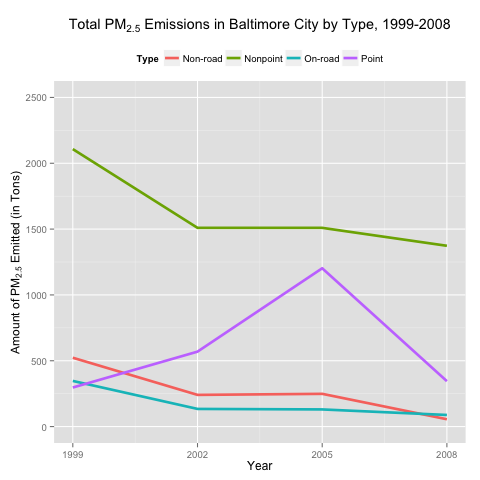 Total PM2.5 Emissions in Baltimore City by Type, 1999-2008
Type Non-road Nonpoint On-road Point
Amount of PM2.5 Emitted (in Tons)
2500
2000
1500
1000
500
0
1999 2002 2005 2008
Year